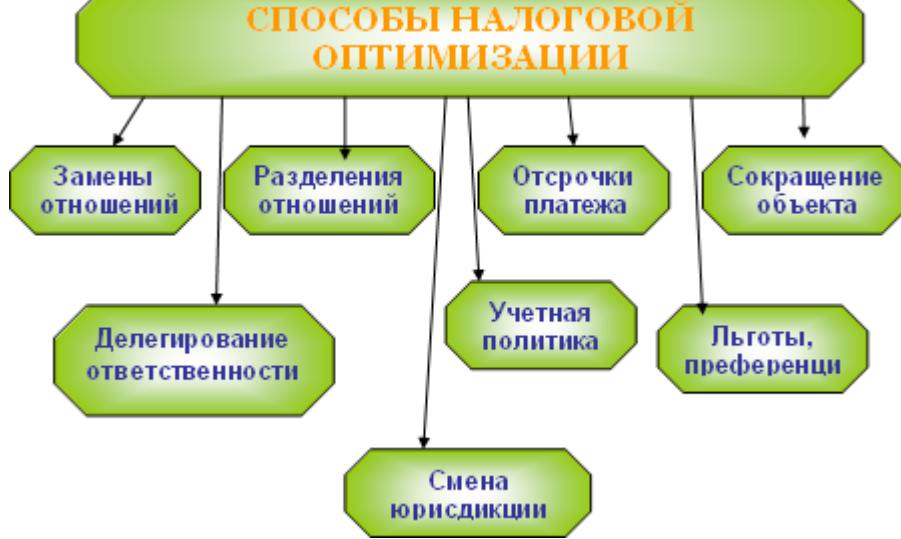 СПОСОБЫ НАЛОГОВОЙ
ОПТИМИЗАЦИИ
Замены
отношений
Разделения
отношений
Отсрочки
платежа
Сокращение
объекта
Делегирование
ответственности
Учетная
политика
Льготы,
преференци
Смена
юрисдикции